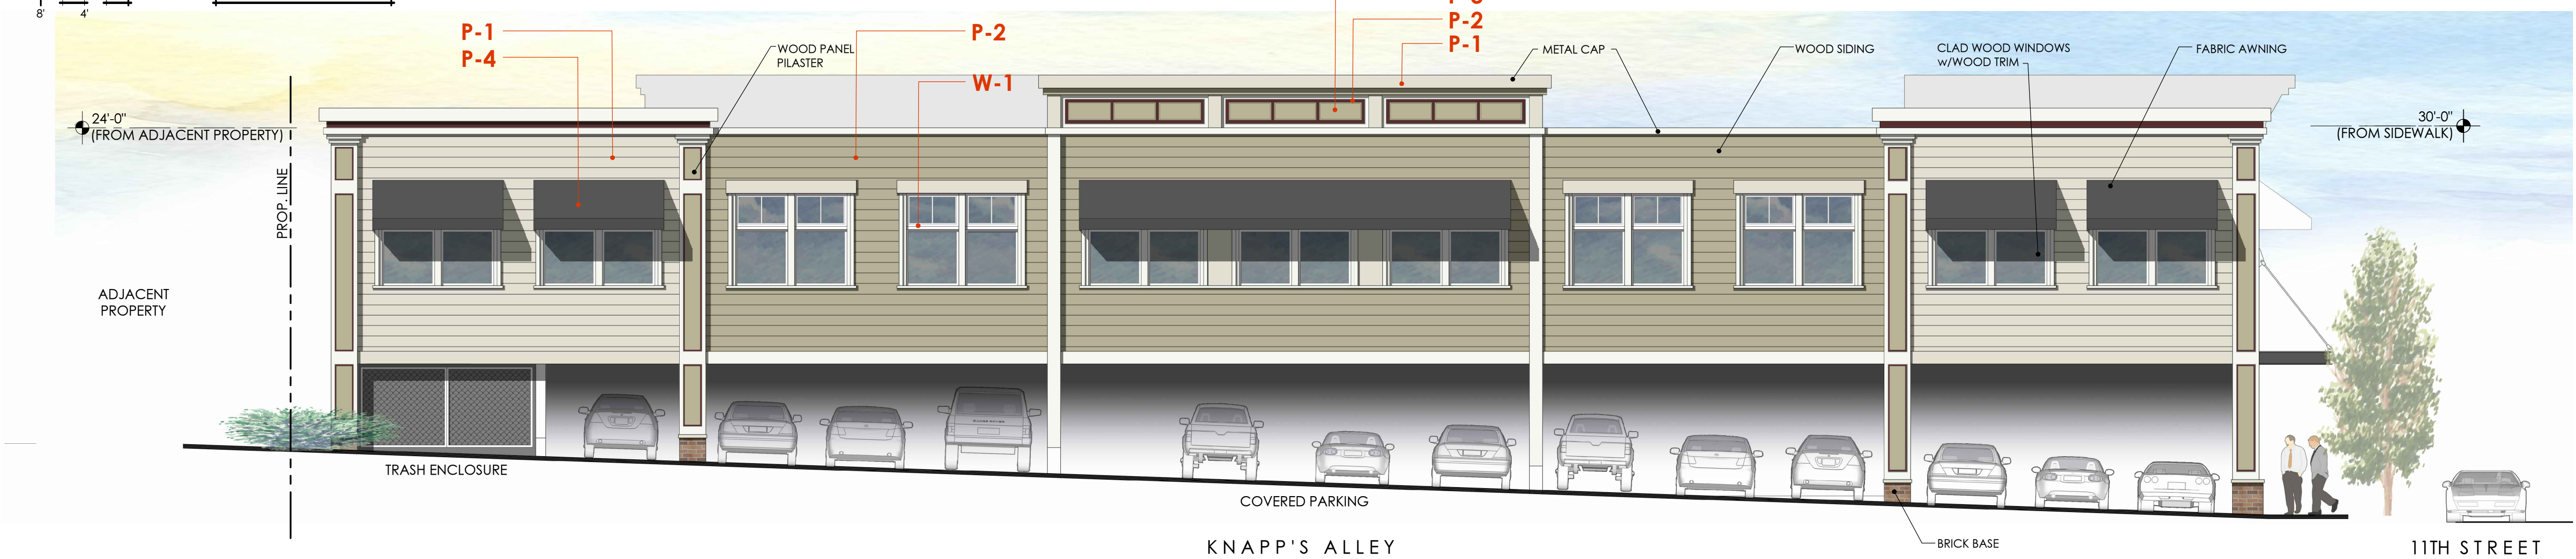 8' 4'
P-1
P-4
WOOD PANEL
PILASTER
P-2
W-1
P-2
P-1
METAL CAP
WOOD SIDING
CLAD WOOD WINDOWS
w/WOOD TRIM
FABRIC AWNING
24'-0"
(FROM ADJACENT PROPERTY)
30'-0"
(FROM SIDEWALK)
PROP. LINE
ADJACENT
PROPERTY
RANGE ROVER
TRASH ENCLOSURE
COVERED PARKING
BRICK BASE
KNAPP'S ALLEY
11TH STREET